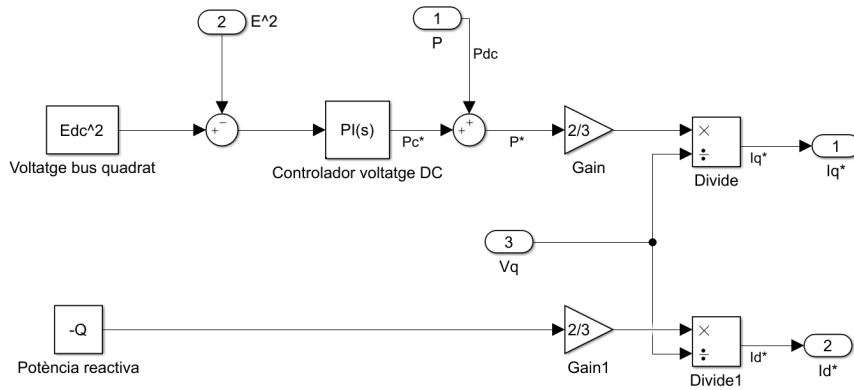 2
E^2
1
P
Pdc
Edc^2
Voltatge bus quadrat
+
−
PI(s)
Controlador voltatge DC
Pc*
+
+
P*
2/3
Gain
×
÷
Divide
Iq*
1
Iq*
3
Vq
-Q
Potència reactiva
2/3
Gain1
×
÷
Divide1
Id*
2
Id*